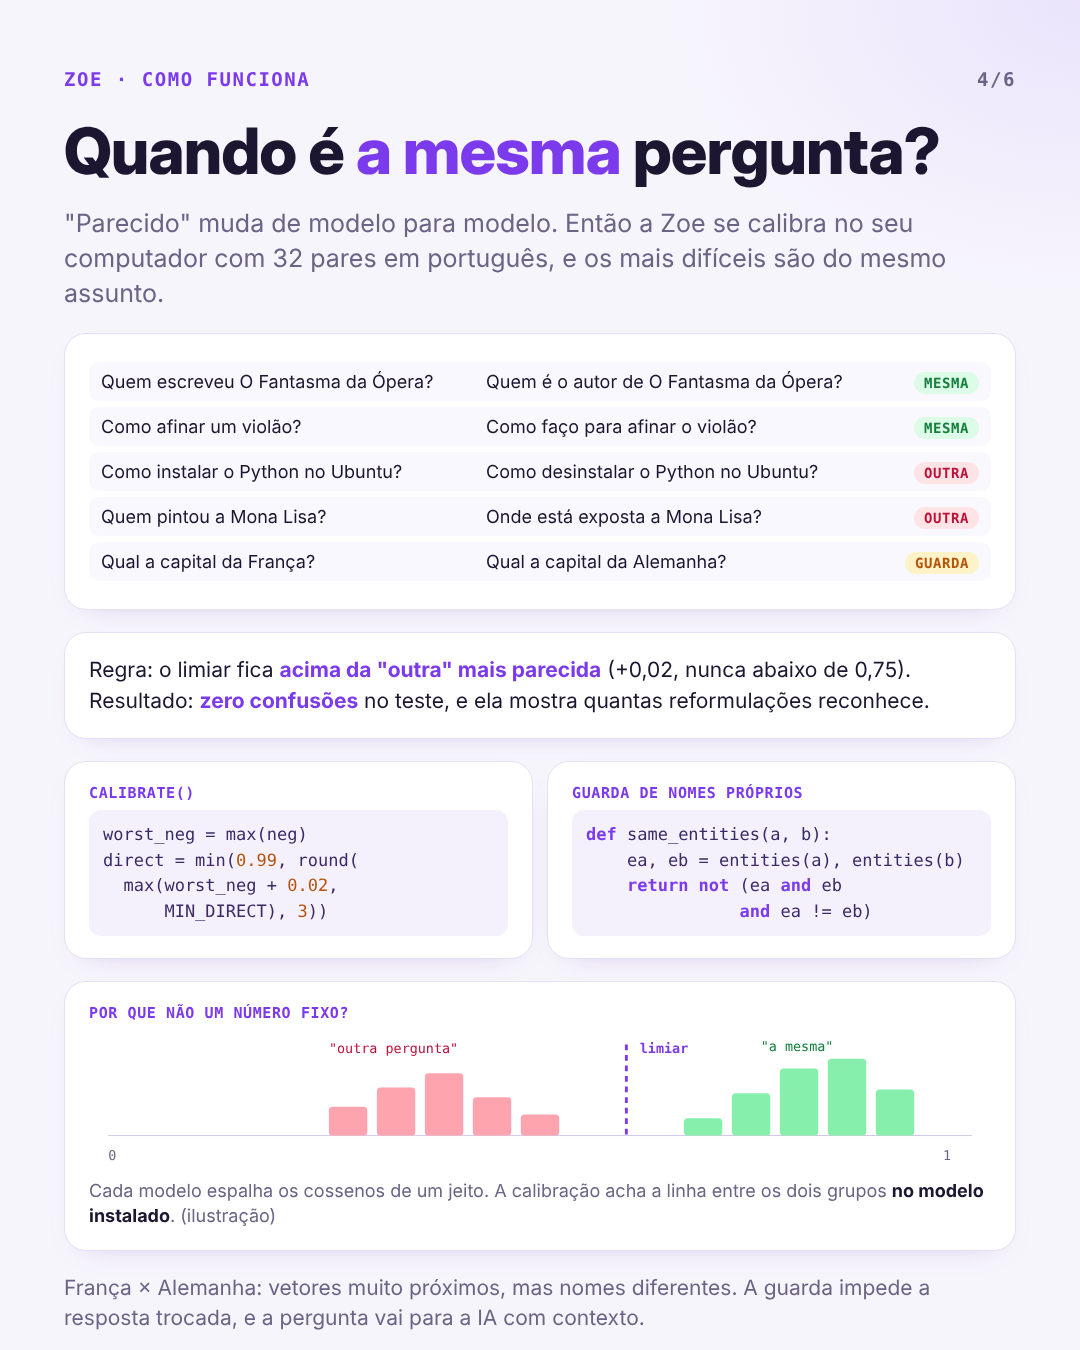 ZOE · COMO FUNCIONA
4/6
Quando é a mesma pergunta?
"Parecido" muda de modelo para modelo. Então a Zoe se calibra no seu
computador com 32 pares em português, e os mais difíceis são do mesmo
assunto.
Quem escreveu O Fantasma da Ópera? Quem é o autor de O Fantasma da Ópera? MESMA
Como afinar um violão? Como faço para afinar o violão? MESMA
Como instalar o Python no Ubuntu? Como desinstalar o Python no Ubuntu? OUTRA
Quem pintou a Mona Lisa? Onde está exposta a Mona Lisa? OUTRA
Qual a capital da França? Qual a capital da Alemanha? GUARDA
Regra: o limiar fica acima da "outra" mais parecida (+0,02, nunca abaixo de 0,75).
Resultado: zero confusões no teste, e ela mostra quantas reformulações reconhece.
CALIBRATE()
worst_neg = max(neg)
direct = min(0.99, round(
  max(worst_neg + 0.02,
      MIN_DIRECT), 3))
GUARDA DE NOMES PRÓPRIOS
def same_entities(a, b):
    ea, eb = entities(a), entities(b)
    return not (ea and eb
               and ea != eb)
POR QUE NÃO UM NÚMERO FIXO?
"outra pergunta" limiar "a mesma"
0 1
Cada modelo espalha os cossenos de um jeito. A calibração acha a linha entre os dois grupos no modelo
instalado. (ilustração)
França × Alemanha: vetores muito próximos, mas nomes diferentes. A guarda impede a
resposta trocada, e a pergunta vai para a IA com contexto.